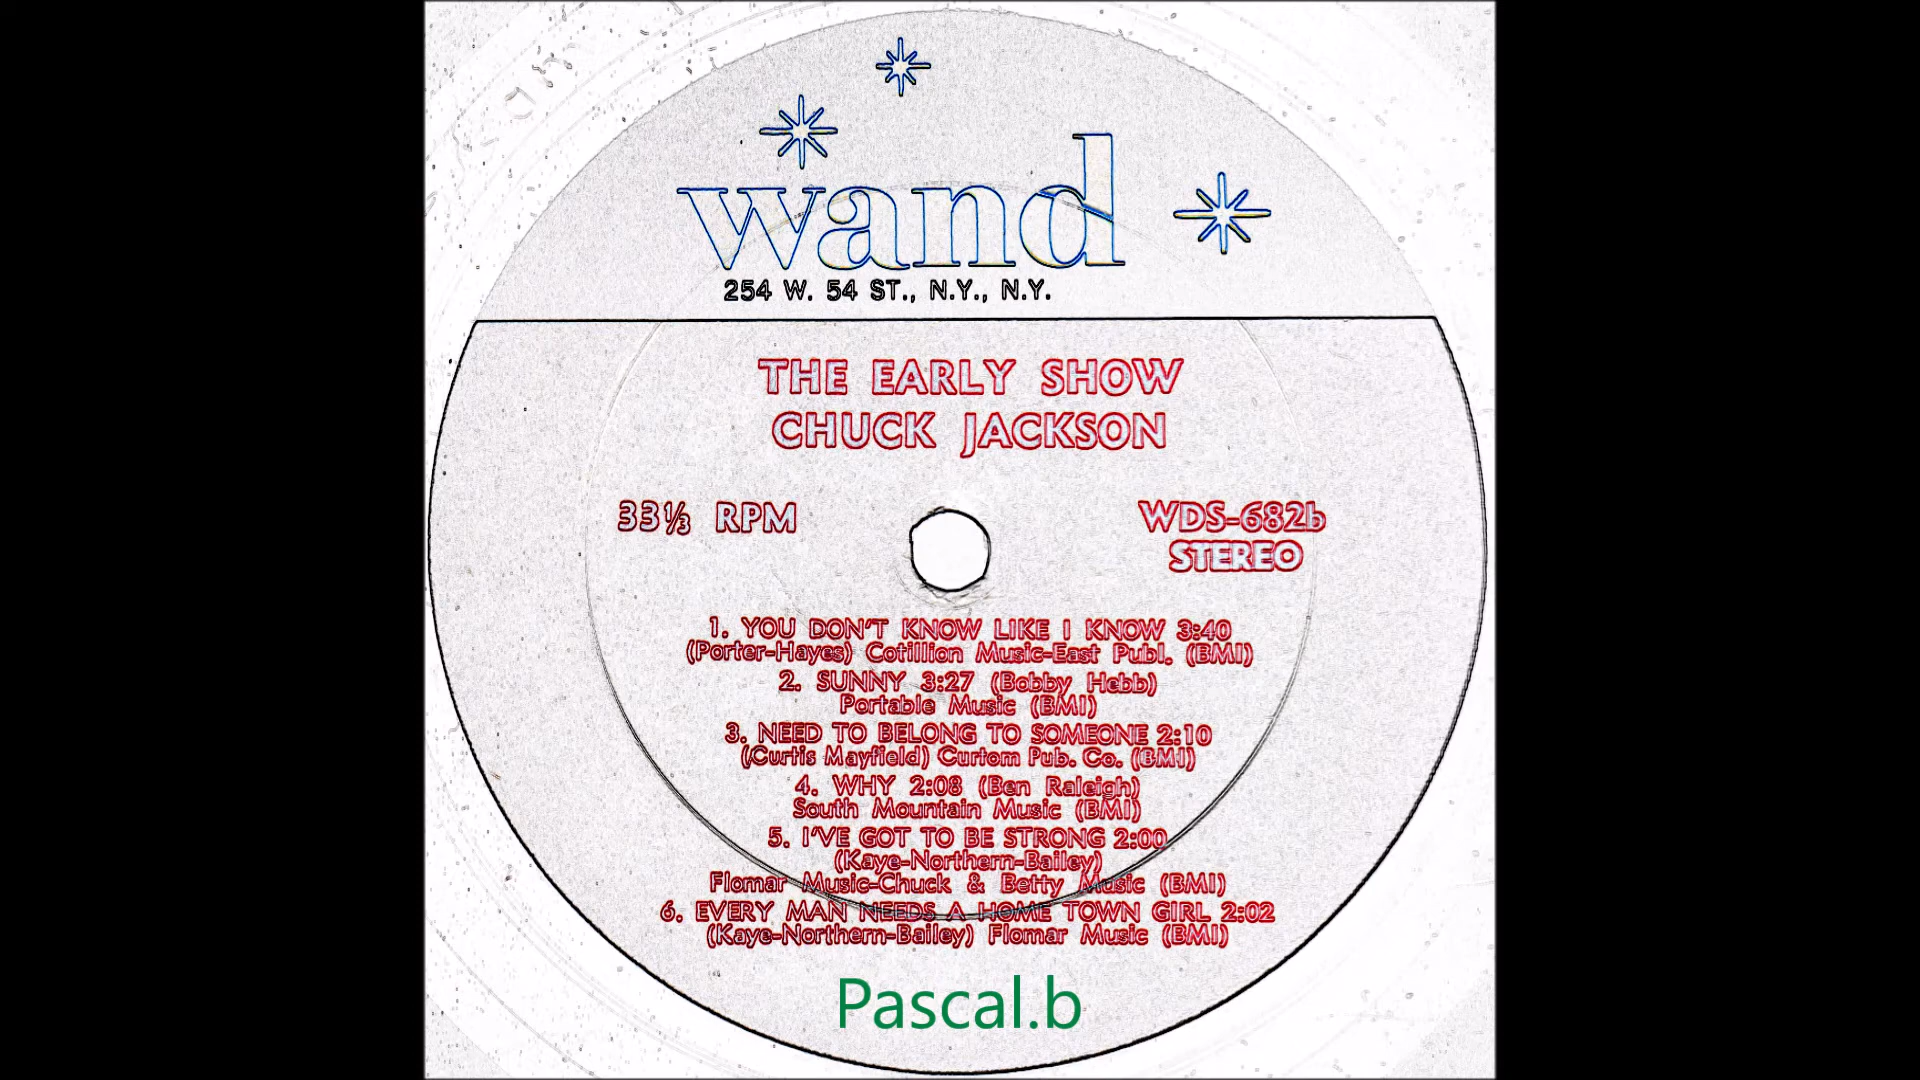 wand
254 W. 54 ST., N.Y., N.Y.
THE EARLY SHOW
CHUCK JACKSON
33⅓ RPM
WDS-682b
STEREO
1. YOU DON'T KNOW LIKE I KNOW 3:40
(Porter-Hayes) Cotillion Music-East Publ. (BMI)
2. SUNNY 3:27 (Bobby Hebb)
Portable Music (BMI)
3. NEED TO BELONG TO SOMEONE 2:10
(Curtis Mayfield) Curtom Pub. Co. (BMI)
4. WHY 2:08 (Ben Raleigh)
South Mountain Music (BMI)
5. I'VE GOT TO BE STRONG 2:00
(Kaye-Northern-Bailey)
Flomar Music-Chuck & Betty Music (BMI)
6. EVERY MAN NEEDS A HOME TOWN GIRL 2:02
(Kaye-Northern-Bailey) Flomar Music (BMI)
Pascal.b